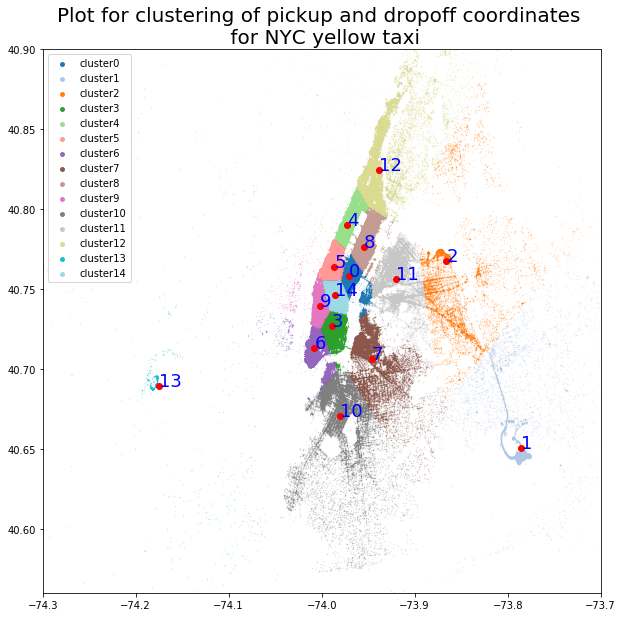 Plot for clustering of pickup and dropoff coordinates
for NYC yellow taxi
40.90
40.85
40.80
40.75
40.70
40.65
40.60
cluster0
cluster1
cluster2
cluster3
cluster4
cluster5
cluster6
cluster7
cluster8
cluster9
cluster10
cluster11
cluster12
cluster13
cluster14
12
4
8
5
2
0
11
14
9
3
6
7
13
10
1
−74.3
−74.2
−74.1
−74.0
−73.9
−73.8
−73.7